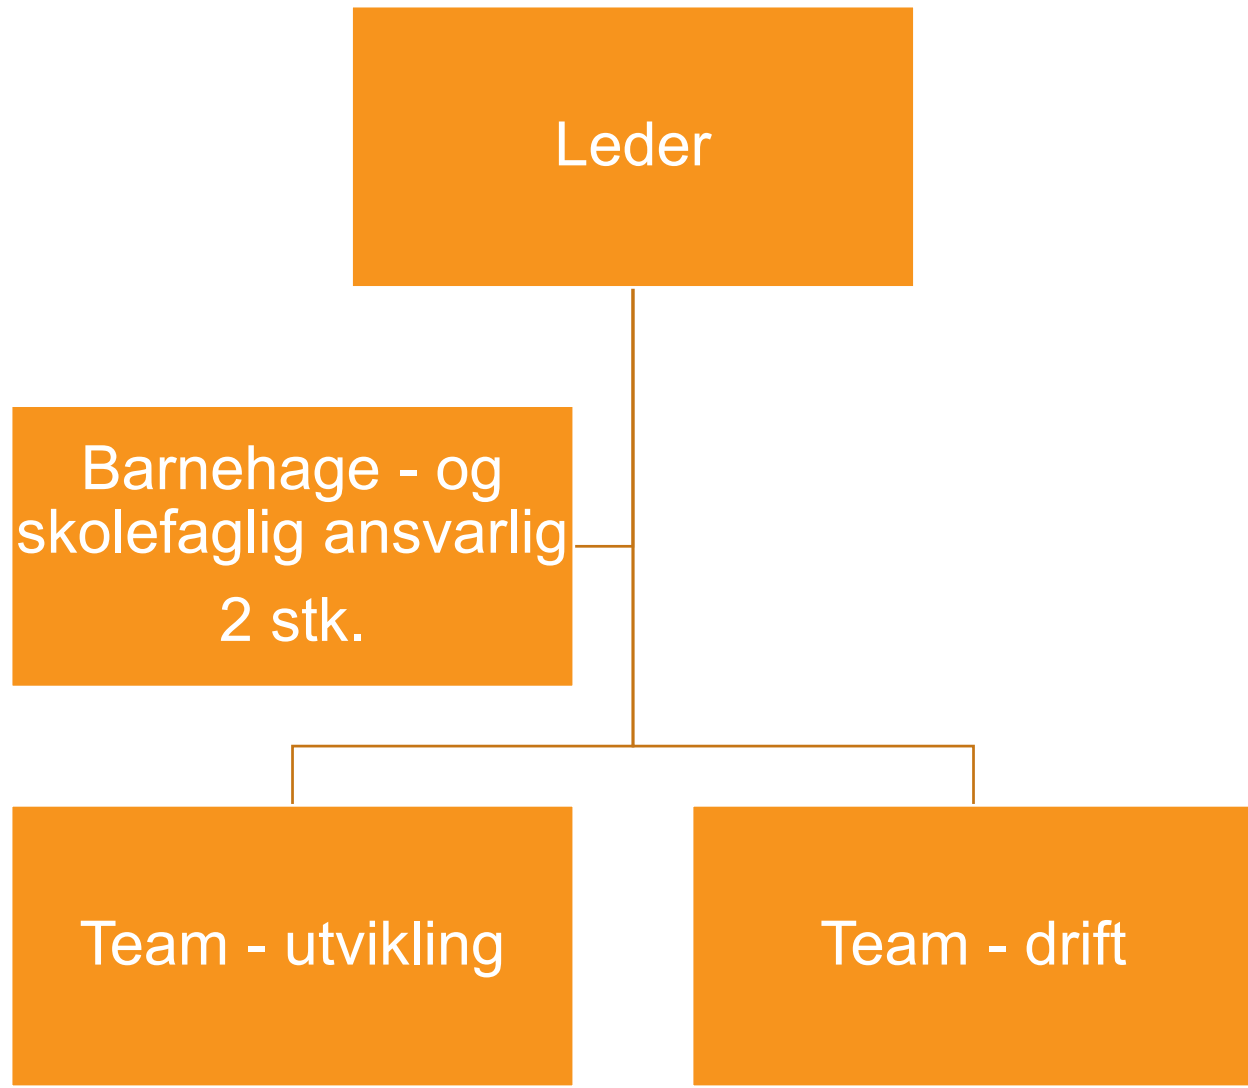 Leder
Barnehage - og
skolefaglig ansvarlig
2 stk.
Team - utvikling
Team - drift